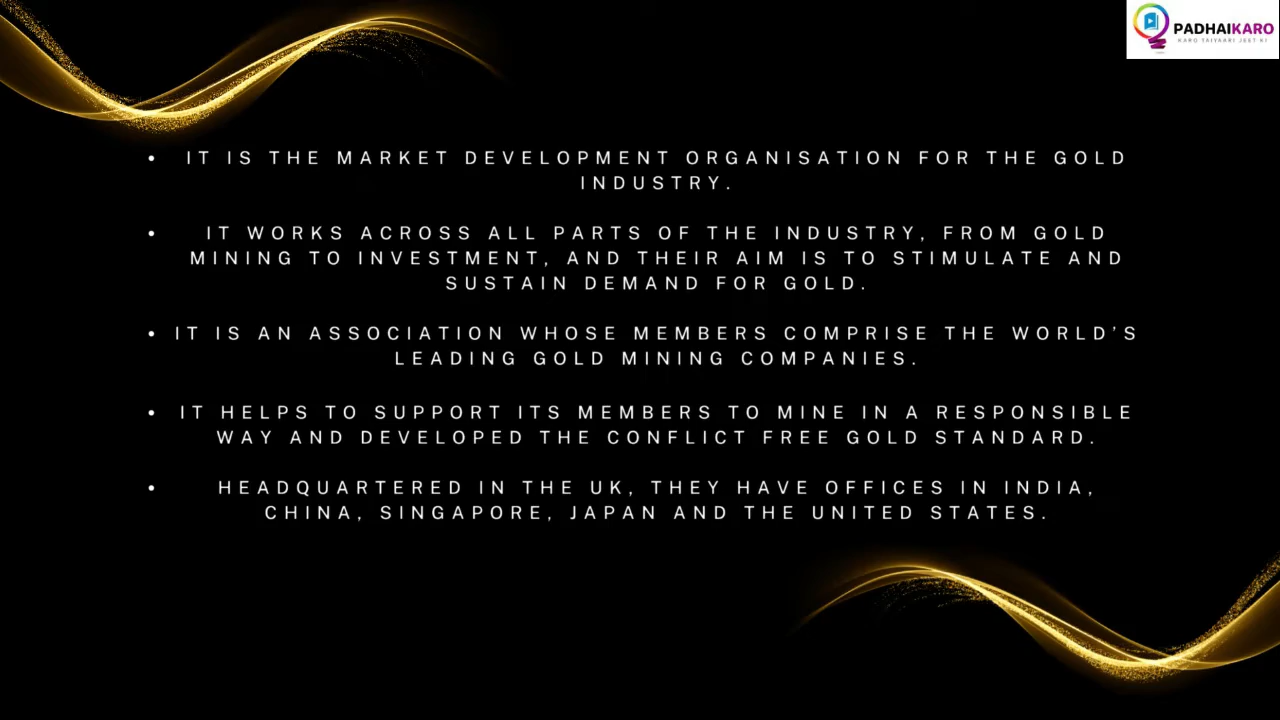 PADHAIKARO
KARO TAIYAARI JEET KI
• IT IS THE MARKET DEVELOPMENT ORGANISATION FOR THE GOLD
INDUSTRY.
• IT WORKS ACROSS ALL PARTS OF THE INDUSTRY, FROM GOLD
MINING TO INVESTMENT, AND THEIR AIM IS TO STIMULATE AND
SUSTAIN DEMAND FOR GOLD.
• IT IS AN ASSOCIATION WHOSE MEMBERS COMPRISE THE WORLD’S
LEADING GOLD MINING COMPANIES.
• IT HELPS TO SUPPORT ITS MEMBERS TO MINE IN A RESPONSIBLE
WAY AND DEVELOPED THE CONFLICT FREE GOLD STANDARD.
• HEADQUARTERED IN THE UK, THEY HAVE OFFICES IN INDIA,
CHINA, SINGAPORE, JAPAN AND THE UNITED STATES.